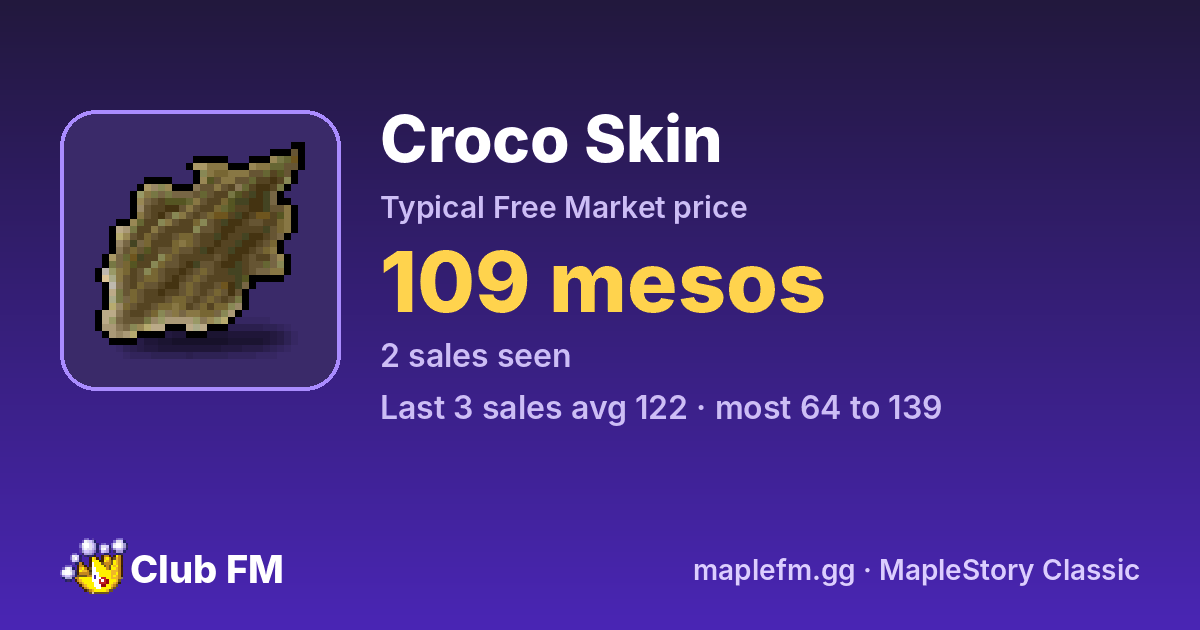 Croco Skin
Typical Free Market price
109 mesos
2 sales seen
Last 3 sales avg 122 · most 64 to 139
Club FM
maplefm.gg · MapleStory Classic